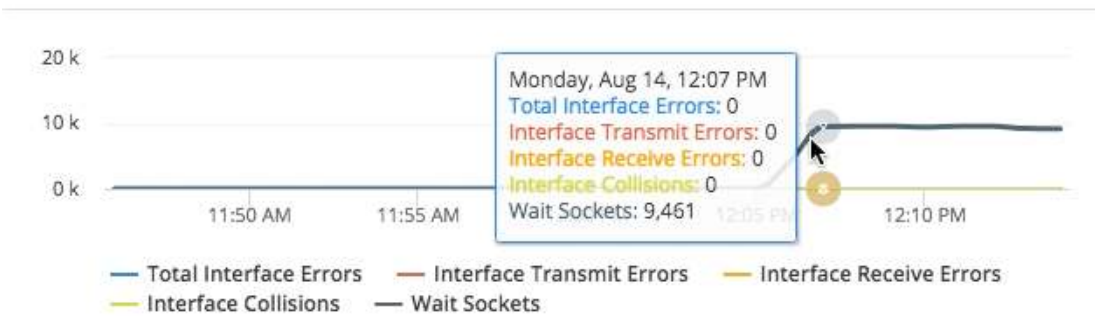 20 k
Monday, Aug 14, 12:07 PM
Total Interface Errors: 0
10 k
Interface Transmit Errors: 0
Interface Receive Errors: 0
Interface Collisions: 0
0 k
Wait Sockets: 9,461
11:50 AM 11:55 AM 12:05 PM 12:10 PM
Total Interface Errors Interface Transmit Errors Interface Receive Errors
Interface Collisions Wait Sockets